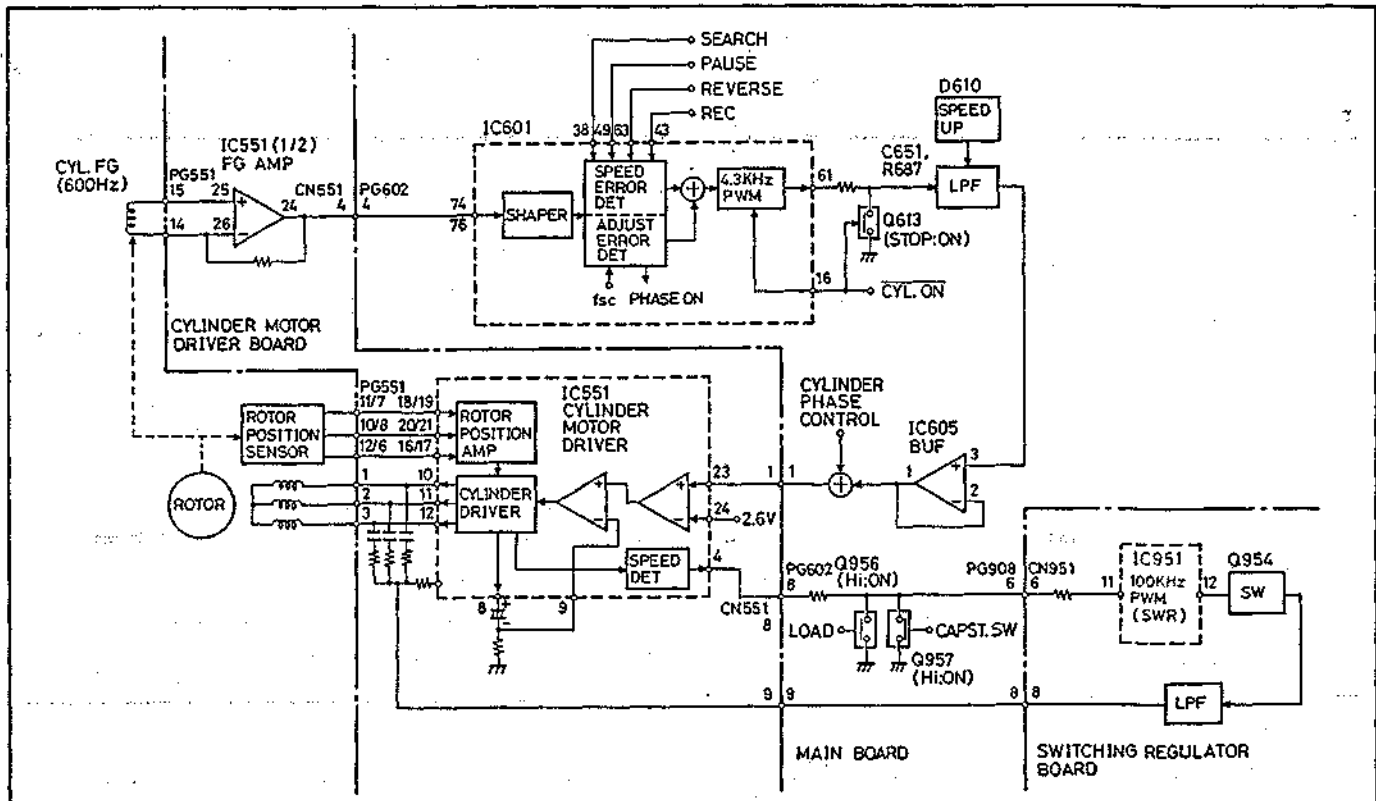 SEARCH
PAUSE
REVERSE
REC
IC601
38 49 63 43
D610
SPEED
UP
C651,
R687
LPF
IC551 (1/2)
FG AMP
CYL. FG
(600Hz)
PG551
15
14
25
26
24
+
−
CN551
4
PG602
4
74
76
SHAPER
SPEED
ERROR
DET
ADJUST
ERROR
DET
4.3KHz
PWM
61
Q613
(STOP:ON)
fsc PHASE ON
16
CYL. ON
CYLINDER MOTOR
DRIVER BOARD
PG551
11/7 18/19
10/8 20/21
12/6 16/17
ROTOR
POSITION
SENSOR
ROTOR
POSITION
AMP
IC551
CYLINDER
MOTOR
DRIVER
CYLINDER
PHASE
CONTROL
IC605
BUF
1
3
2
+
−
ROTOR
1 10
2 11
3 12
CYLINDER
DRIVER
+
−
+
−
23
24
2.6V
1 1
SPEED
DET
4
8
+
−
9
CN551
8
PG602
8
Q956
(Hi:ON)
LOAD
CAPST. SW
Q957
(Hi:ON)
PG908
6
CN951
6
11
IC951
100KHz
PWM
(SWR)
12
Q954
SW
9 9
8 8
LPF
MAIN BOARD
SWITCHING REGULATOR
BOARD